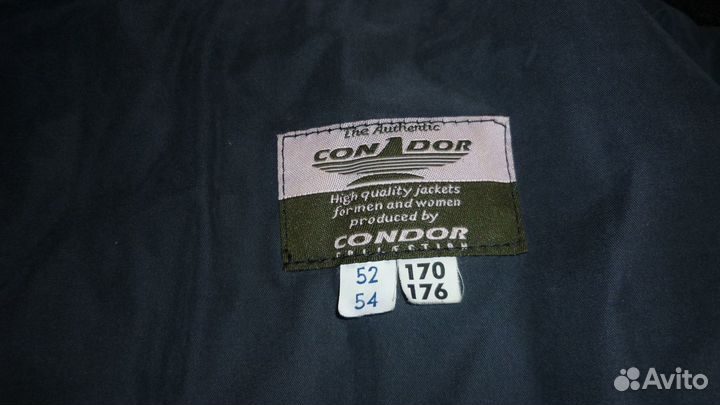 The Authentic
CONDOR
High quality jackets
for men and women
produced by
CONDOR
COLLECTION
52 170
54 176
Avito